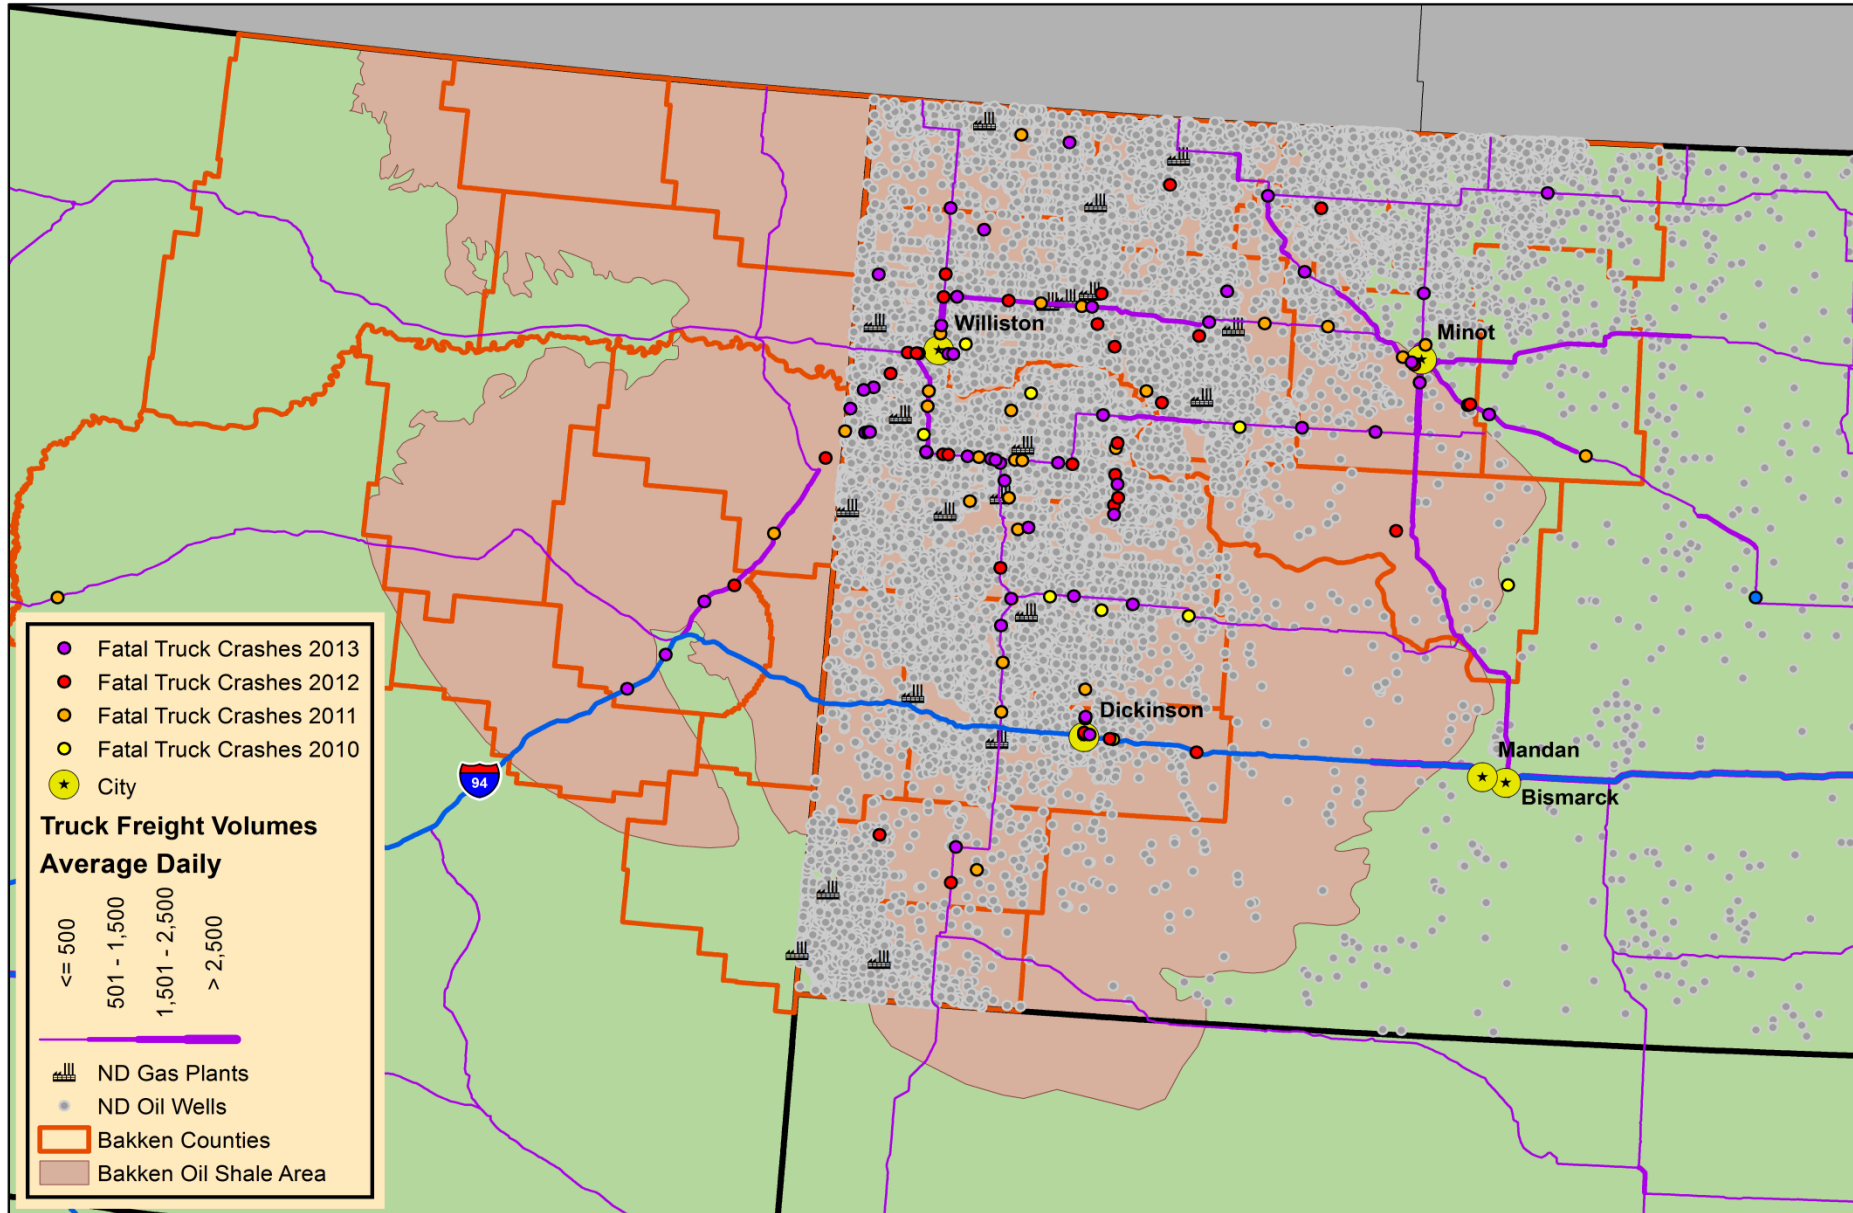 Williston
Minot
Dickinson
Mandan
Bismarck
94
Fatal Truck Crashes 2013
Fatal Truck Crashes 2012
Fatal Truck Crashes 2011
Fatal Truck Crashes 2010
City
Truck Freight Volumes
Average Daily
<= 500
501 - 1,500
1,501 - 2,500
> 2,500
ND Gas Plants
ND Oil Wells
Bakken Counties
Bakken Oil Shale Area